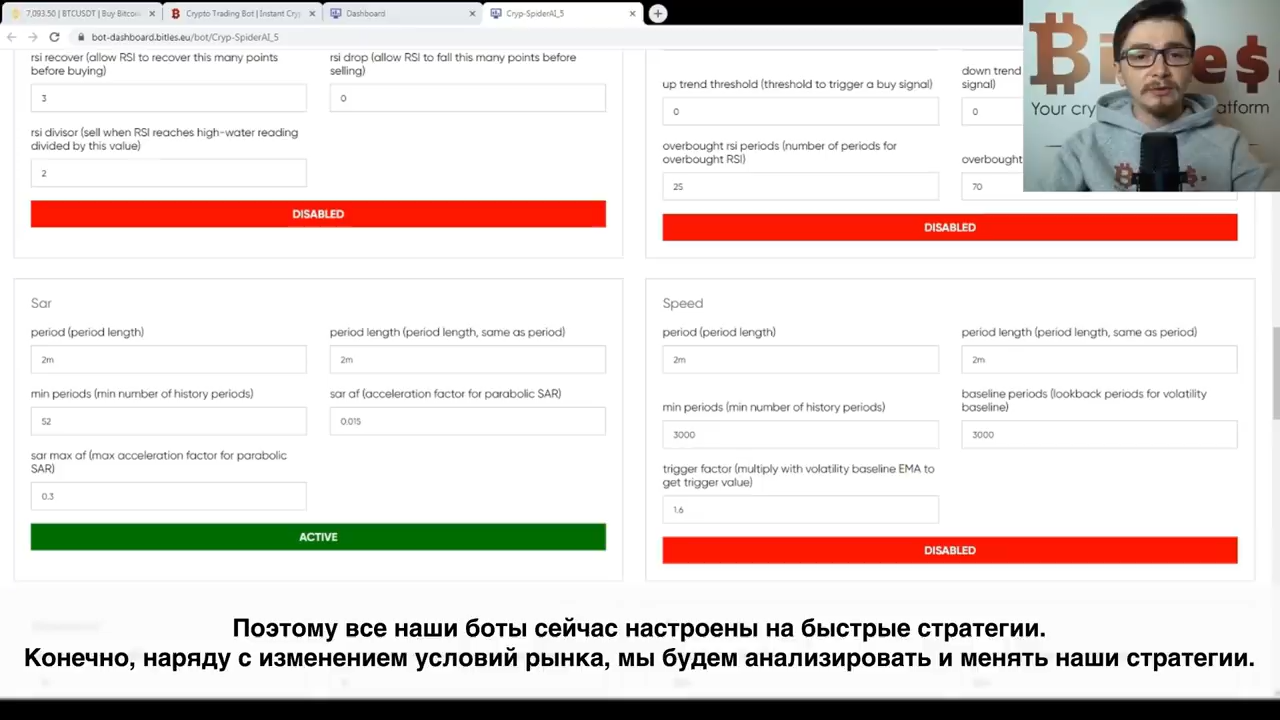 7,093.50 | BTCUSDT | Buy Bitcoi
Crypto Trading Bot | Instant Cry
Dashboard
Cryp-SpiderAI_5
bot-dashboard.bitles.eu/bot/Cryp-SpiderAI_5
rsi recover (allow RSI to recover this many points
before buying)
3
rsi drop (allow RSI to fall this many points before
selling)
0
rsi divisor (sell when RSI reaches high-water reading
divided by this value)
2
DISABLED
up trend threshold (threshold to trigger a buy signal)
0
down trend
signal)
0
overbought rsi periods (number of periods for
overbought RSI)
25
overbought
70
DISABLED
Sar
period (period length)
2m
period length (period length, same as period)
2m
min periods (min number of history periods)
52
sar af (acceleration factor for parabolic SAR)
0.015
sar max af (max acceleration factor for parabolic
SAR)
0.3
ACTIVE
Speed
period (period length)
2m
period length (period length, same as period)
2m
min periods (min number of history periods)
3000
baseline periods (lookback periods for volatility
baseline)
3000
trigger factor (multiply with volatility baseline EMA to
get trigger value)
1.6
DISABLED
Your cry
atform
Поэтому все наши боты сейчас настроены на быстрые стратегии.
Конечно, наряду с изменением условий рынка, мы будем анализировать и менять наши стратегии.